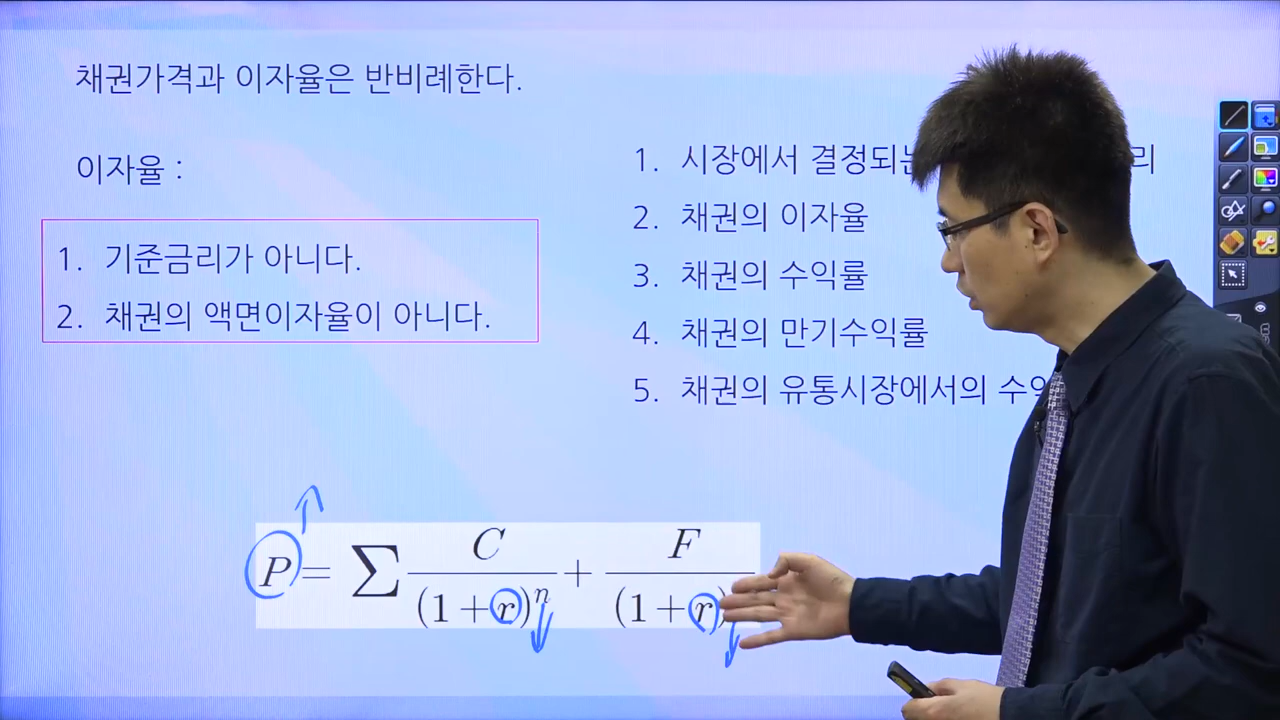 채권가격과 이자율은 반비례한다.
이자율 :
1. 기준금리가 아니다.
2. 채권의 액면이자율이 아니다.
1. 시장에서 결정되는
2. 채권의 이자율
3. 채권의 수익률
4. 채권의 만기수익률
5. 채권의 유통시장에서의
P = ∑ C/(1+r)^n + F/(1+r)